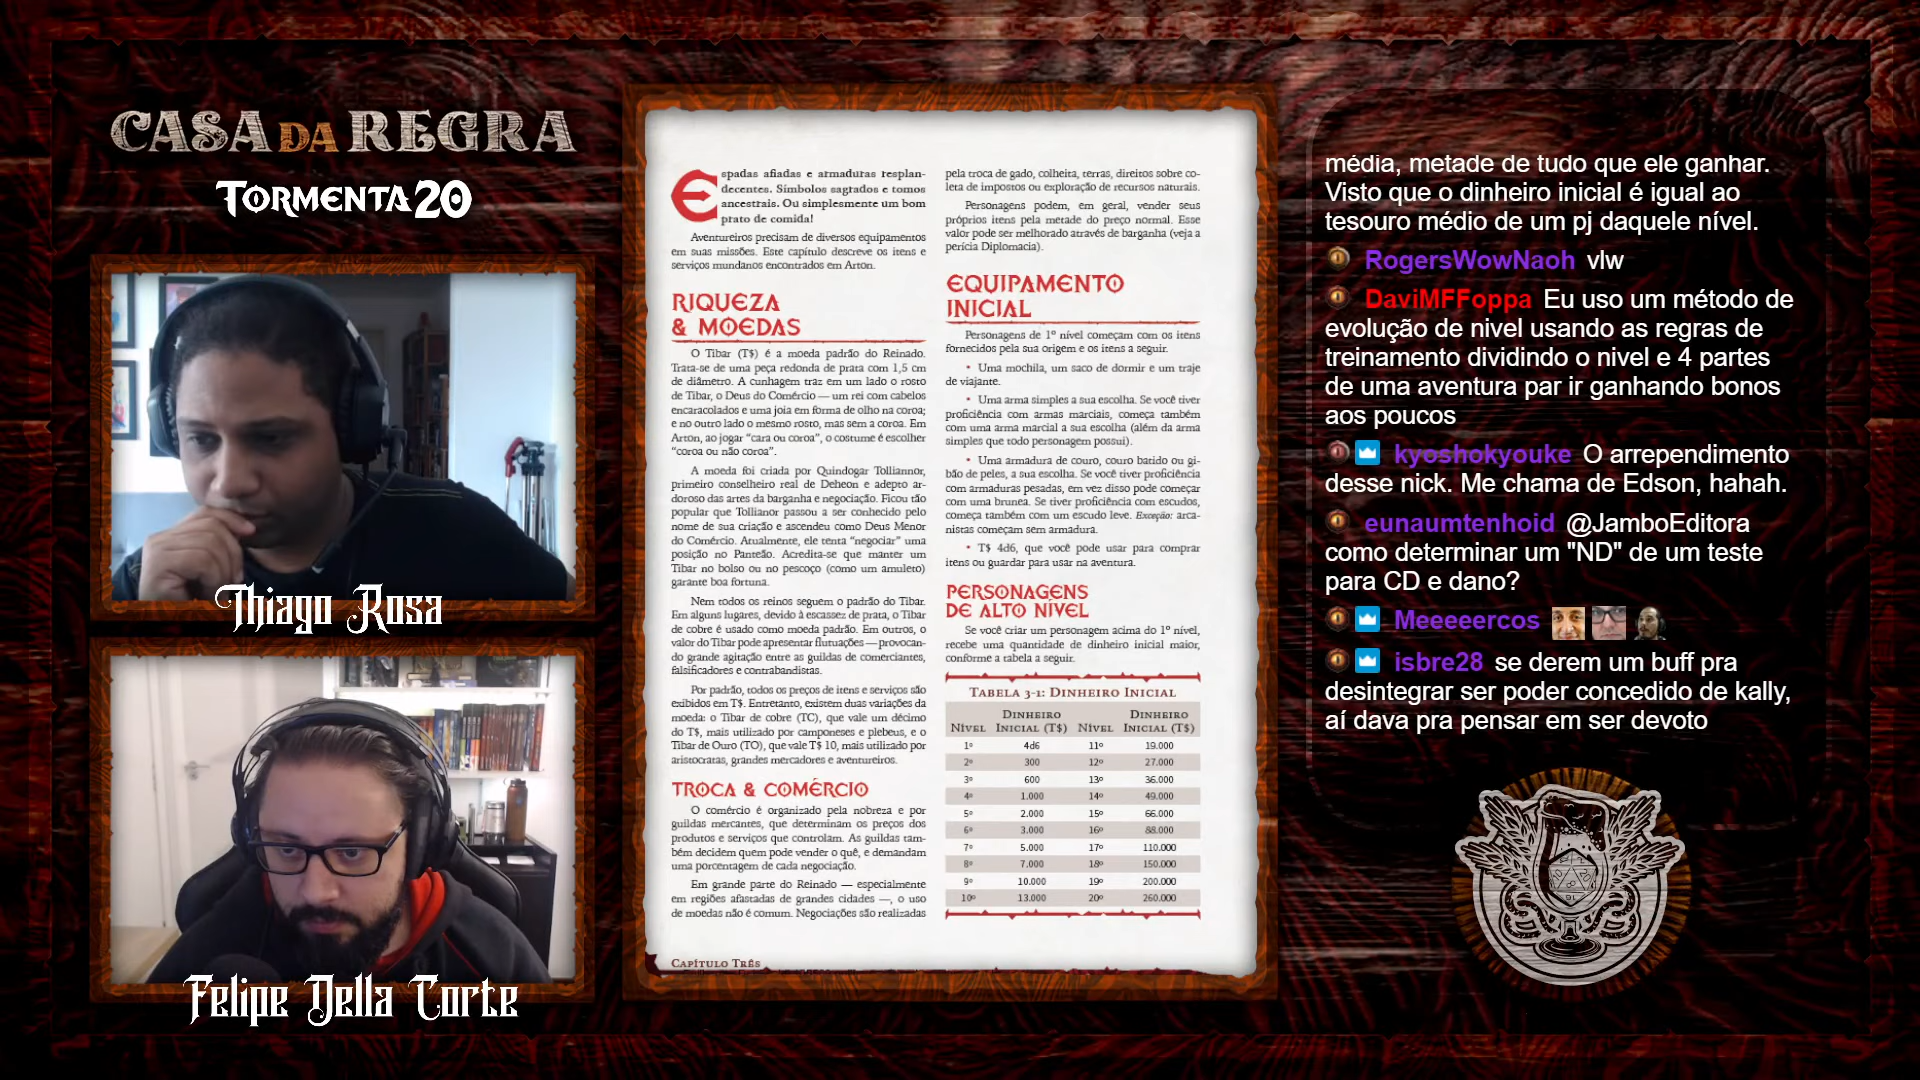 CASA DA REGRA
TORMENTA20
Thiago Rosa
Felipe Della Corte
Espadas afiadas e armaduras resplan-
decentes. Símbolos sagrados e tomos
ancestrais. Ou simplesmente um bom
prato de comida!
Aventureiros precisam de diversos equipamentos
em suas missões. Este capítulo descreve os itens e
serviços mundanos encontrados em Arton.
RIQUEZA
& MOEDAS
O Tibar (T$) é a moeda padrão do Reinado.
Trata-se de uma peça redonda de prata com 1,5 cm
de diâmetro. A cunhagem traz em um lado o rosto
de Tibar, o Deus do Comércio — um rei com cabelos
encaracolados e uma joia em forma de olho na coroa;
e no outro lado o mesmo rosto, mas sem a coroa. Em
Arton, ao jogar "cara ou coroa", o costume é escolher
"coroa ou não coroa".
A moeda foi criada por Quindogar Tolliannor,
primeiro conselheiro real de Deheon e adepto ar-
doroso das artes da barganha e negociação. Ficou tão
popular que Tollianor passou a ser conhecido pelo
nome de sua criação e ascendeu como Deus Menor
do Comércio. Atualmente, ele tenta "negociar" uma
posição no Panteão. Acredita-se que manter um
Tibar no bolso ou no pescoço (como um amuleto)
garante boa fortuna.
Nem todos os reinos seguem o padrão do Tibar.
Em alguns lugares, devido à escassez de prata, o Tibar
de cobre é usado como moeda padrão. Em outros, o
valor do Tibar pode apresentar flutuações — provocan-
do grande agitação entre as guildas de comerciantes,
falsificadores e contrabandistas.
Por padrão, todos os preços de itens e serviços são
exibidos em T$. Entretanto, existem duas variações da
moeda: o Tibar de cobre (TC), que vale um décimo
do T$, mais utilizado por camponeses e plebeus, e o
Tibar de Ouro (TO), que vale T$ 10, mais utilizado por
aristocratas, grandes mercadores e aventureiros.
TROCA & COMÉRCIO
O comércio é organizado pela nobreza e por
guildas mercantes, que determinam os preços dos
produtos e serviços que controlam. As guildas tam-
bém decidem quem pode vender o quê, e demandam
uma porcentagem de cada negociação.
Em grande parte do Reinado — especialmente
em regiões afastadas de grandes cidades —, o uso
de moedas não é comum. Negociações são realizadas
CAPÍTULO TRÊS
pela troca de gado, colheita, terras, direitos sobre co-
leta de impostos ou exploração de recursos naturais.
Personagens podem, em geral, vender seus
próprios itens pela metade do preço normal. Esse
valor pode ser melhorado através de barganha (veja a
perícia Diplomacia).
EQUIPAMENTO
INICIAL
Personagens de 1º nível começam com os itens
fornecidos pela sua origem e os itens a seguir.
• Uma mochila, um saco de dormir e um traje
de viajante.
• Uma arma simples a sua escolha. Se você tiver
proficiência com armas marciais, começa também
com uma arma marcial a sua escolha (além da arma
simples que todo personagem possui).
• Uma armadura de couro, couro batido ou gi-
bão de peles, a sua escolha. Se você tiver proficiência
com armaduras pesadas, em vez disso pode começar
com uma brunea. Se tiver proficiência com escudos,
começa também com um escudo leve. Exceção: arca-
nistas começam sem armadura.
• T$ 4d6, que você pode usar para comprar
itens ou guardar para usar na aventura.
PERSONAGENS
DE ALTO NÍVEL
Se você criar um personagem acima do 1º nível,
recebe uma quantidade de dinheiro inicial maior,
conforme a tabela a seguir.
TABELA 3-1: DINHEIRO INICIAL
NÍVEL DINHEIRO INICIAL (T$) NÍVEL DINHEIRO INICIAL (T$)
1º 4d6 11º 19.000
2º 300 12º 27.000
3º 600 13º 36.000
4º 1.000 14º 49.000
5º 2.000 15º 66.000
6º 3.000 16º 88.000
7º 5.000 17º 110.000
8º 7.000 18º 150.000
9º 10.000 19º 200.000
10º 13.000 20º 260.000
média, metade de tudo que ele ganhar.
Visto que o dinheiro inicial é igual ao
tesouro médio de um pj daquele nível.
RogersWowNaoh vlw
DaviMFFoppa Eu uso um método de
evolução de nivel usando as regras de
treinamento dividindo o nivel e 4 partes
de uma aventura par ir ganhando bonos
aos poucos
kyoshokyouke O arrependimento
desse nick. Me chama de Edson, hahah.
eunaumtenhoid @JamboEditora
como determinar um "ND" de um teste
para CD e dano?
Meeeeercos
isbre28 se derem um buff pra
desintegrar ser poder concedido de kally,
aí dava pra pensar em ser devoto